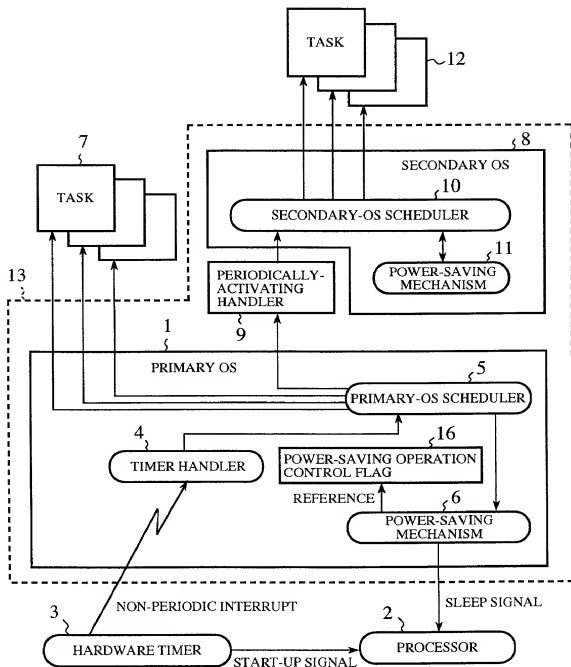 TASK
12
7
TASK
8
SECONDARY OS
10
SECONDARY-OS SCHEDULER
11
POWER-SAVING
MECHANISM
PERIODICALLY-
ACTIVATING
HANDLER
9
13
1
PRIMARY OS
5
PRIMARY-OS SCHEDULER
4
TIMER HANDLER
16
POWER-SAVING OPERATION
CONTROL FLAG
REFERENCE
6
POWER-SAVING
MECHANISM
NON-PERIODIC INTERRUPT
SLEEP SIGNAL
3
HARDWARE TIMER
START-UP SIGNAL
2
PROCESSOR